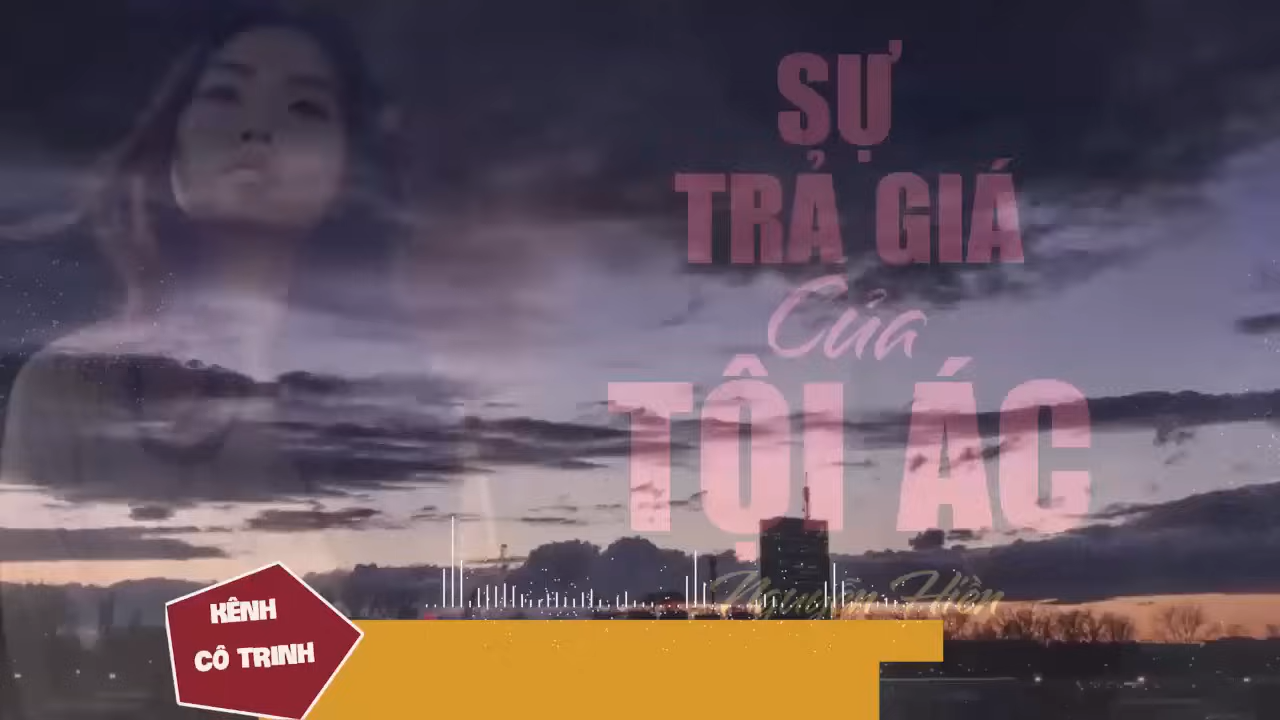 SỰ
TRẢ GIÁ
Của
TỘI ÁC
Nguyễn Hiền
KÊNH
CÔ TRINH